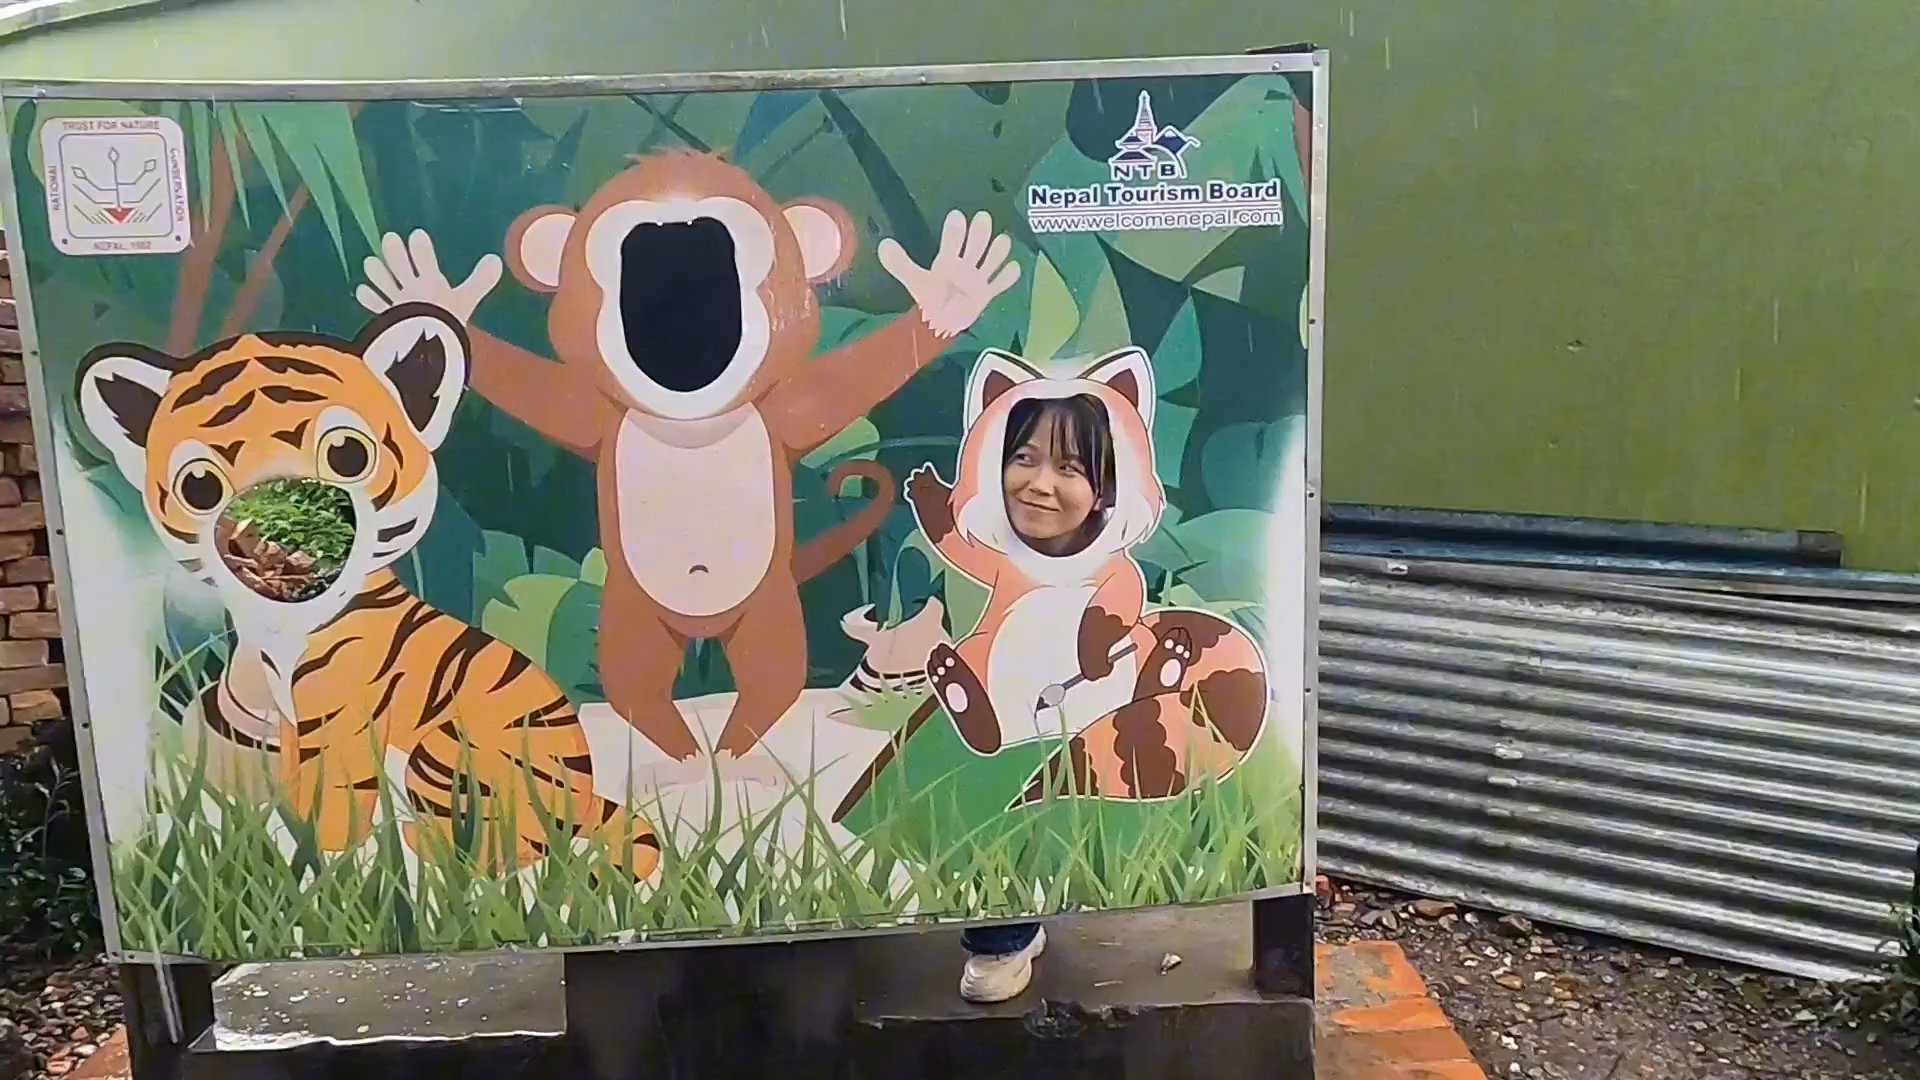 TRUST FOR NATURE
NATIONAL
CONSERVATION
NEPAL, 1982
NTB
Nepal Tourism Board
www.welcomenepal.com